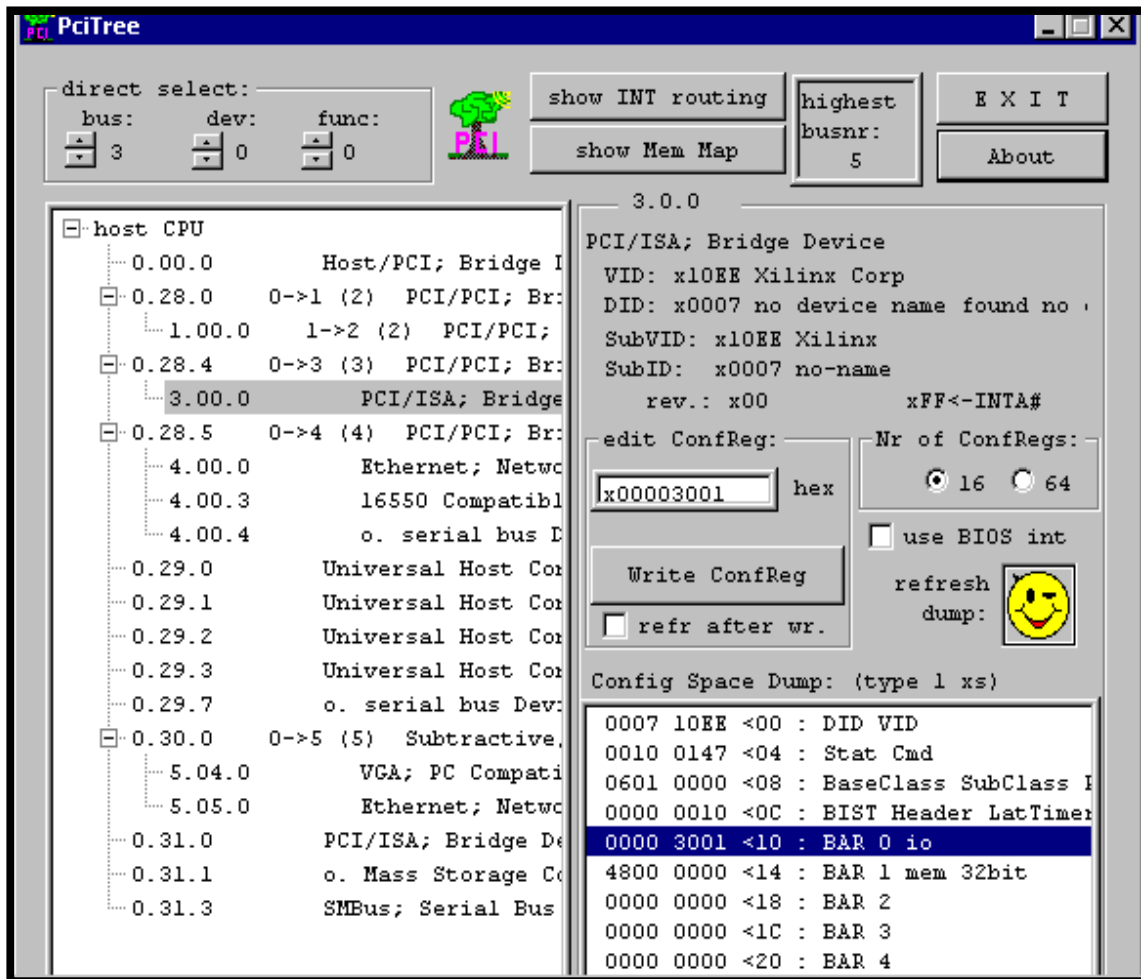 PciTree
direct select:
bus: dev: func:
3 0 0
PCI
show INT routing
show Mem Map
highest
busnr:
5
E X I T
About
host CPU
0.00.0 Host/PCI; Bridge
0.28.0 0->1 (2) PCI/PCI; Br
1.00.0 1->2 (2) PCI/PCI;
0.28.4 0->3 (3) PCI/PCI; Br
3.00.0 PCI/ISA; Bridge
0.28.5 0->4 (4) PCI/PCI; Br
4.00.0 Ethernet; Netwo
4.00.3 16550 Compatibl
4.00.4 o. serial bus D
0.29.0 Universal Host Con
0.29.1 Universal Host Con
0.29.2 Universal Host Con
0.29.3 Universal Host Con
0.29.7 o. serial bus Devi
0.30.0 0->5 (5) Subtractive,
5.04.0 VGA; PC Compati
5.05.0 Ethernet; Netwo
0.31.0 PCI/ISA; Bridge De
0.31.1 o. Mass Storage Co
0.31.3 SMBus; Serial Bus
3.0.0
PCI/ISA; Bridge Device
VID: x10EE Xilinx Corp
DID: x0007 no device name found no
SubVID: x10EE Xilinx
SubID: x0007 no-name
rev.: x00 xFF<-INTA#
edit ConfReg:
x00003001 hex
Write ConfReg
refr after wr.
Nr of ConfRegs:
16 64
use BIOS int
refresh
dump:
Config Space Dump: (type 1 xs)
0007 10EE <00 : DID VID
0010 0147 <04 : Stat Cmd
0601 0000 <08 : BaseClass SubClass
0000 0010 <0C : BIST Header LatTimer
0000 3001 <10 : BAR 0 io
4800 0000 <14 : BAR 1 mem 32bit
0000 0000 <18 : BAR 2
0000 0000 <1C : BAR 3
0000 0000 <20 : BAR 4